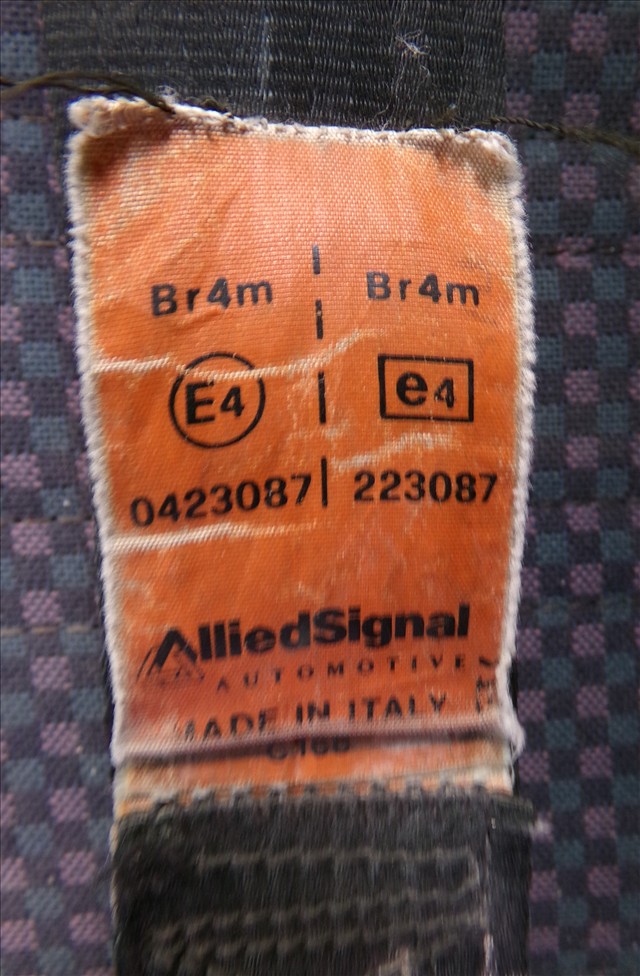 Br4m Br4m
E4 e4
0423087 223087
AlliedSignal
AUTOMOTIVE
MADE IN ITALY